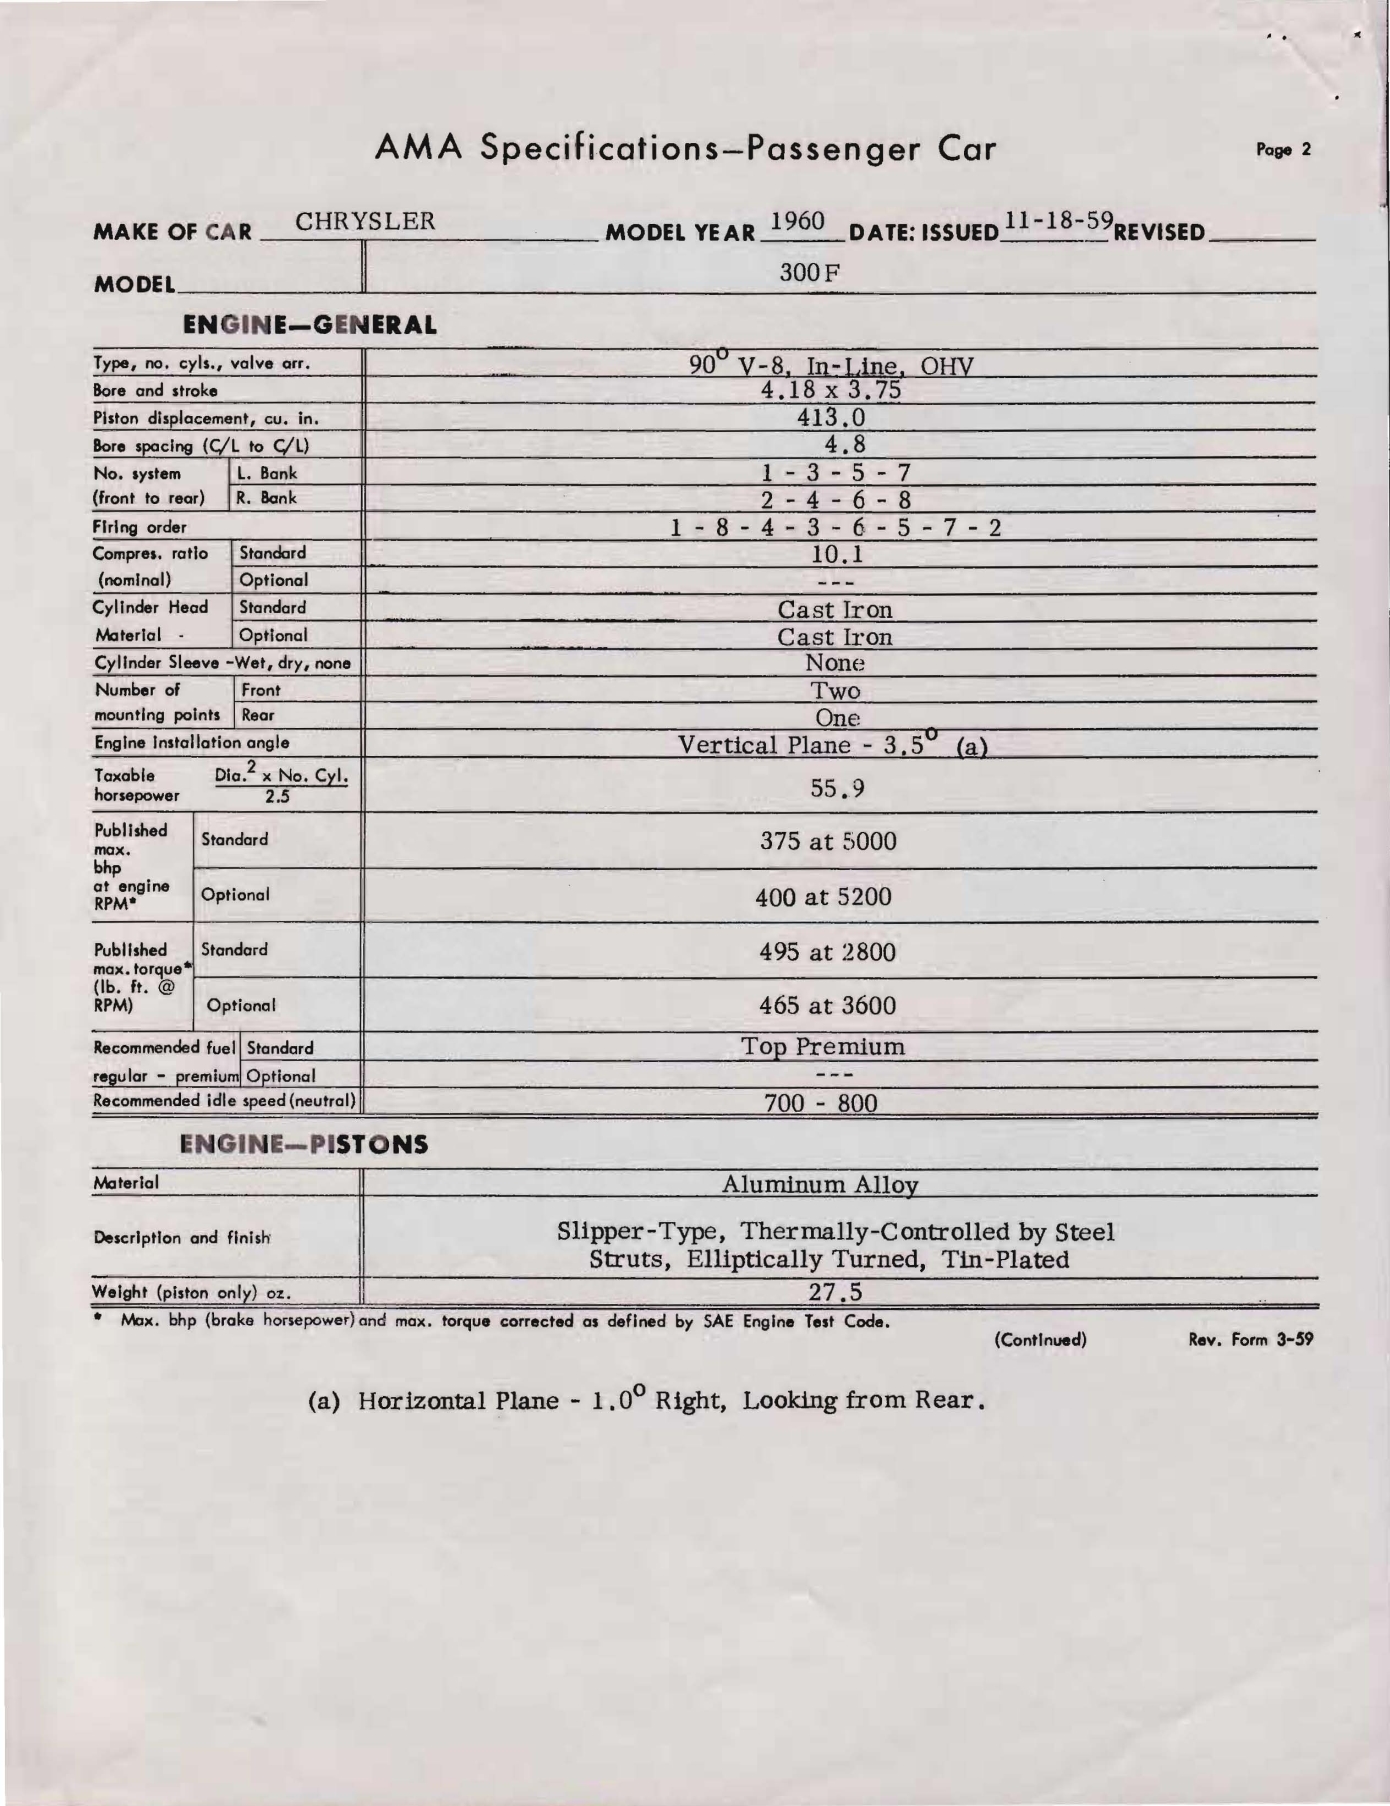 AMA Specifications—Passenger Car Page 2
MAKE OF CAR CHRYSLER MODEL YEAR 1960 DATE: ISSUED 11-18-59 REVISED
MODEL 300F
ENGINE—GENERAL
Type, no. cyls., valve arr. 90° V-8, In-Line, OHV
Bore and stroke 4.18 x 3.75
Piston displacement, cu. in. 413.0
Bore spacing (C/L to C/L) 4.8
No. system L. Bank 1 - 3 - 5 - 7
(front to rear) R. Bank 2 - 4 - 6 - 8
Firing order 1 - 8 - 4 - 3 - 6 - 5 - 7 - 2
Compres. ratio Standard 10.1
(nominal) Optional ---
Cylinder Head Standard Cast Iron
Material - Optional Cast Iron
Cylinder Sleeve -Wet, dry, none None
Number of Front Two
mounting points Rear One
Engine installation angle Vertical Plane - 3.5° (a)
Taxable Dia.² x No. Cyl.
horsepower 2.5 55.9
Published
max. Standard 375 at 5000
bhp
at engine
RPM* Optional 400 at 5200
Published Standard 495 at 2800
max. torque*
(lb. ft. @
RPM) Optional 465 at 3600
Recommended fuel Standard Top Premium
regular - premium Optional ---
Recommended idle speed (neutral) 700 - 800
ENGINE—PISTONS
Material Aluminum Alloy
Description and finish Slipper-Type, Thermally-Controlled by Steel
Struts, Elliptically Turned, Tin-Plated
Weight (piston only) oz. 27.5
* Max. bhp (brake horsepower) and max. torque corrected as defined by SAE Engine Test Code.
(Continued) Rev. Form 3-59
(a) Horizontal Plane - 1.0° Right, Looking from Rear.